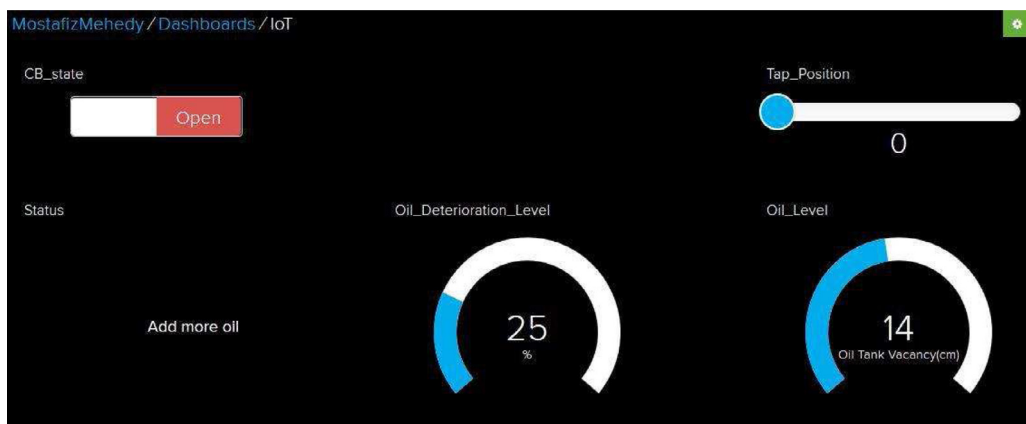 MostafizMehedy / Dashboards / IoT
CB_state
Tap_Position
Open
0
Status
Oil_Deterioration_Level
Oil_Level
Add more oil
25
%
14
Oil Tank Vacancy(cm)